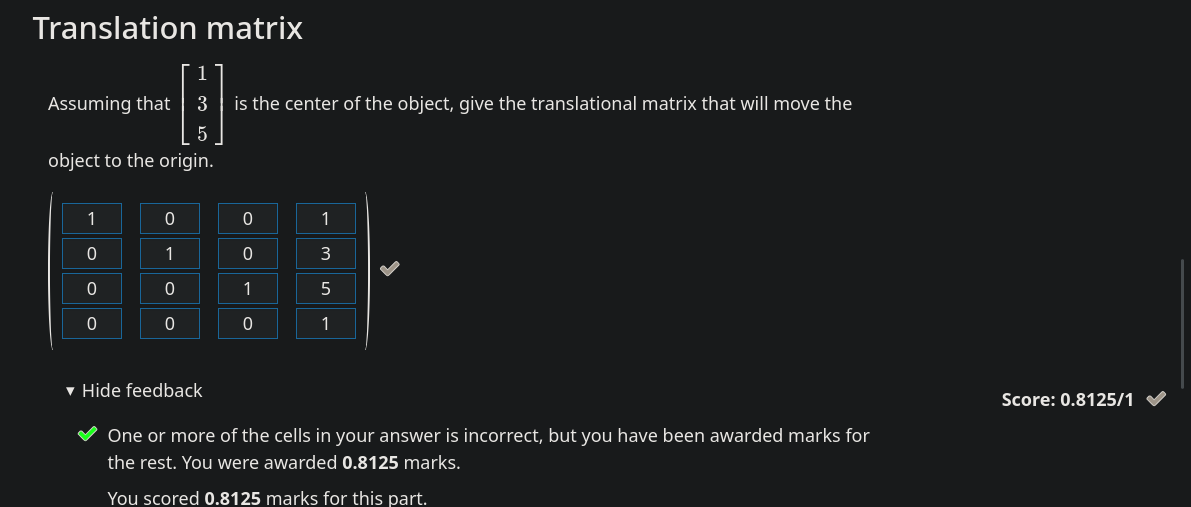 Translation matrix
1
Assuming that 3 is the center of the object, give the translational matrix that will move the
5
object to the origin.
1 0 0 1
0 1 0 3
0 0 1 5
0 0 0 1
▾ Hide feedback
Score: 0.8125/1
One or more of the cells in your answer is incorrect, but you have been awarded marks for
the rest. You were awarded 0.8125 marks.
You scored 0.8125 marks for this part.